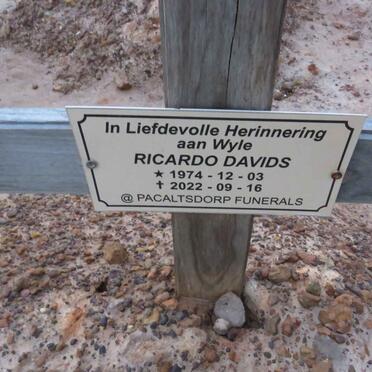 In Liefdevolle Herinnering
aan Wyle
RICARDO DAVIDS
★ 1974 - 12 - 03
✝ 2022 - 09 - 16
@ PACALTSDORP FUNERALS